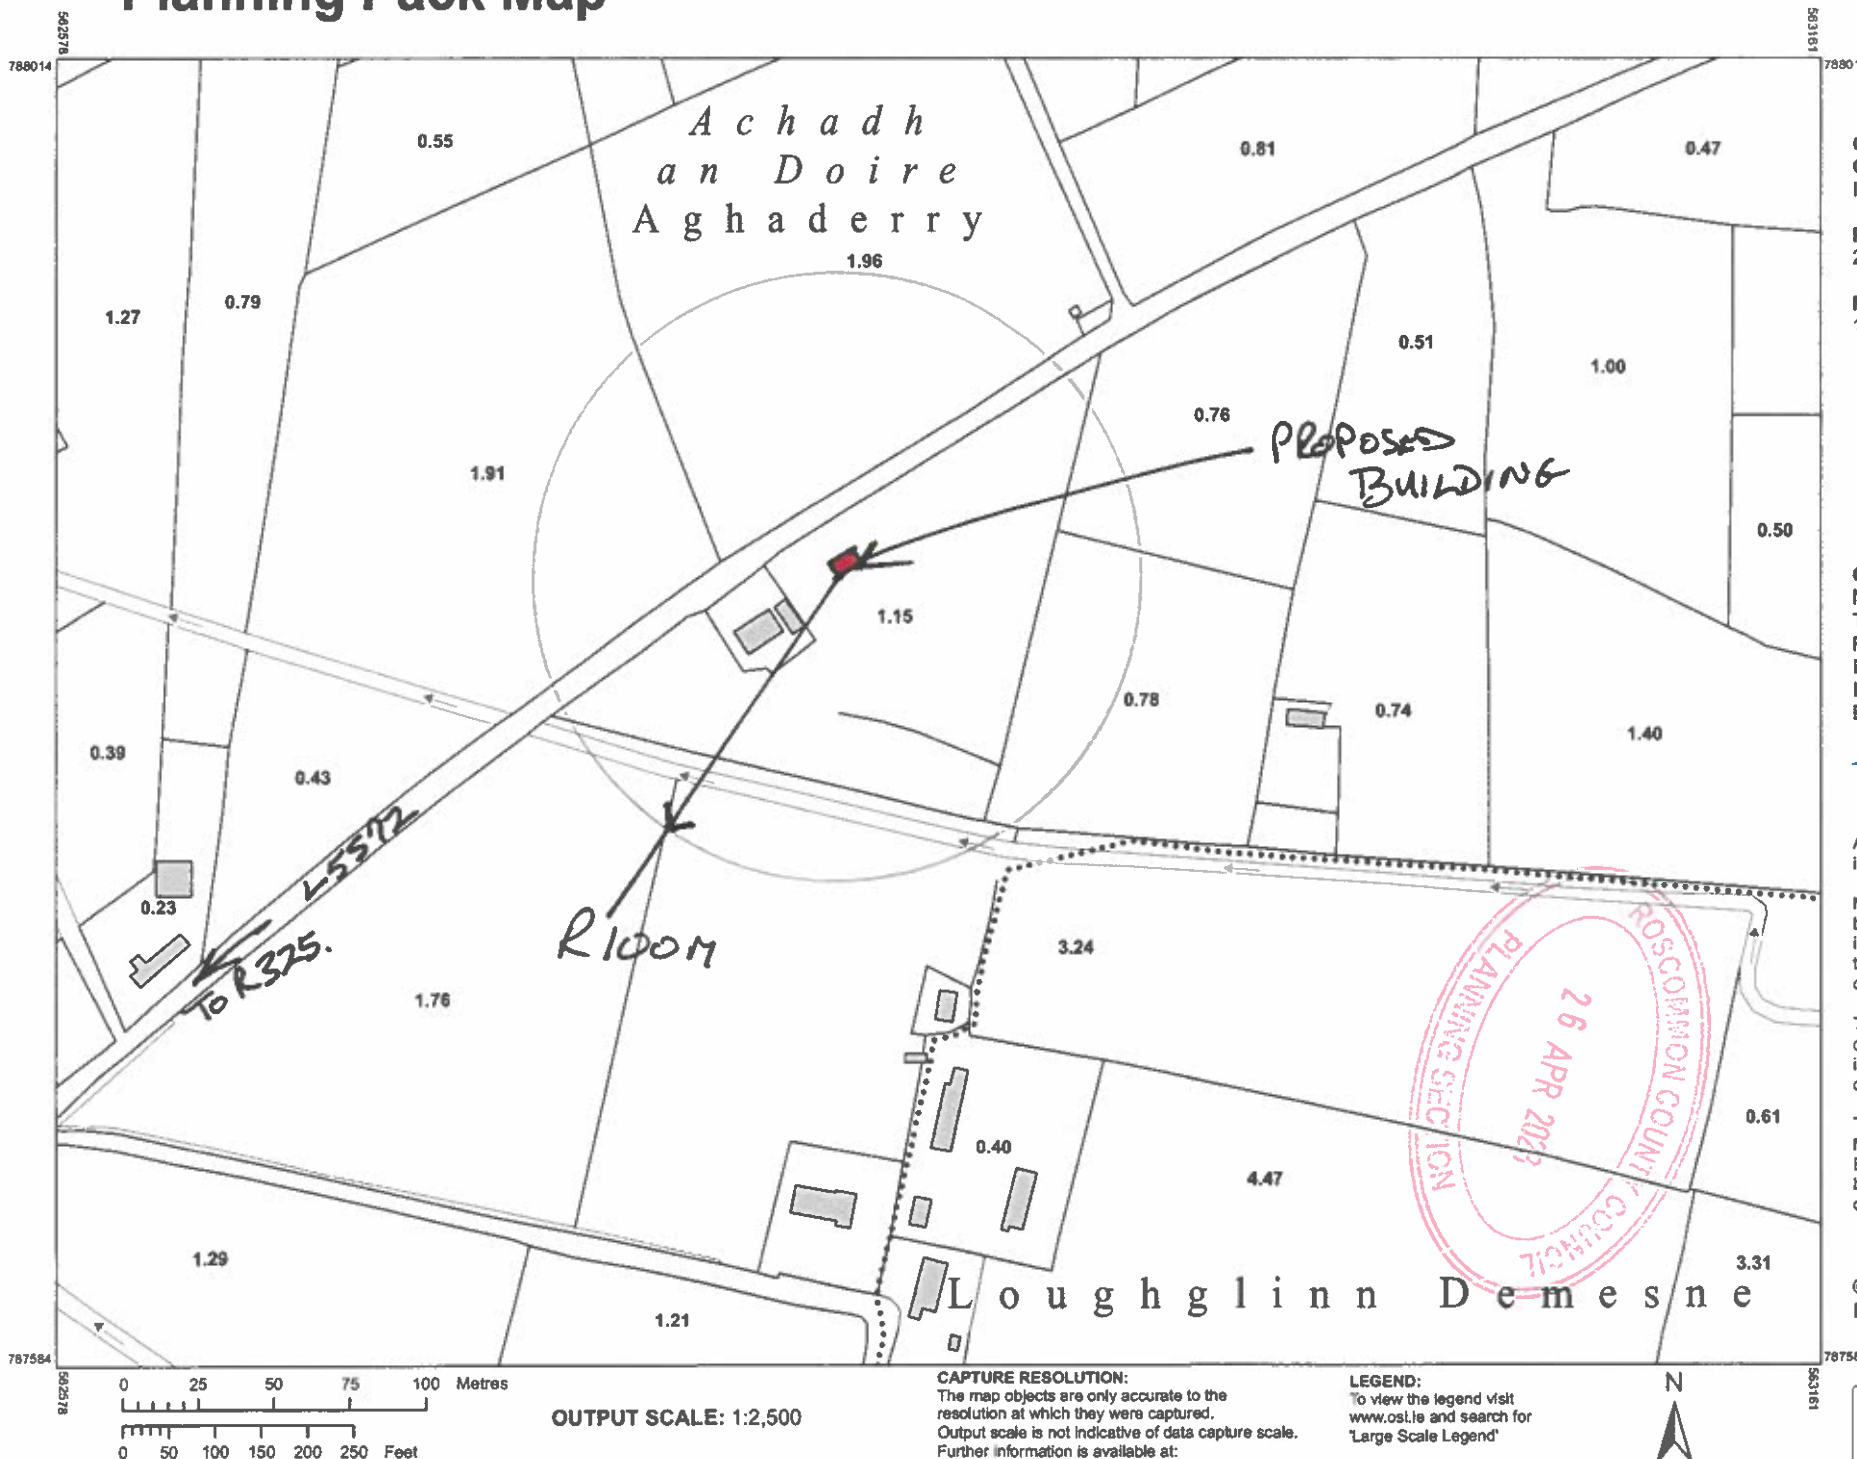 Planning Pack Map
562578
563161
788014
Achadh
an Doire
Aghaderry
1.96
0.55
0.81
0.47
1.27
0.79
0.51
1.00
0.76
1.91
PROPOSED
BUILDING
0.50
1.15
0.78
0.74
1.40
0.39
0.43
L5572
0.23
To R325.
R100M
1.76
3.24
ROSCOMMON COUNTY COUNCIL
26 APR 2023
PLANNING SECTION
0.61
0.40
4.47
1.29
3.31
Loughglinn Demesne
1.21
787584
562578
563161
0 25 50 75 100 Metres
0 50 100 150 200 250 Feet
OUTPUT SCALE: 1:2,500
CAPTURE RESOLUTION:
The map objects are only accurate to the
resolution at which they were captured.
Output scale is not indicative of data capture scale.
Further information is available at:
LEGEND:
To view the legend visit
www.osi.ie and search for
'Large Scale Legend'
N